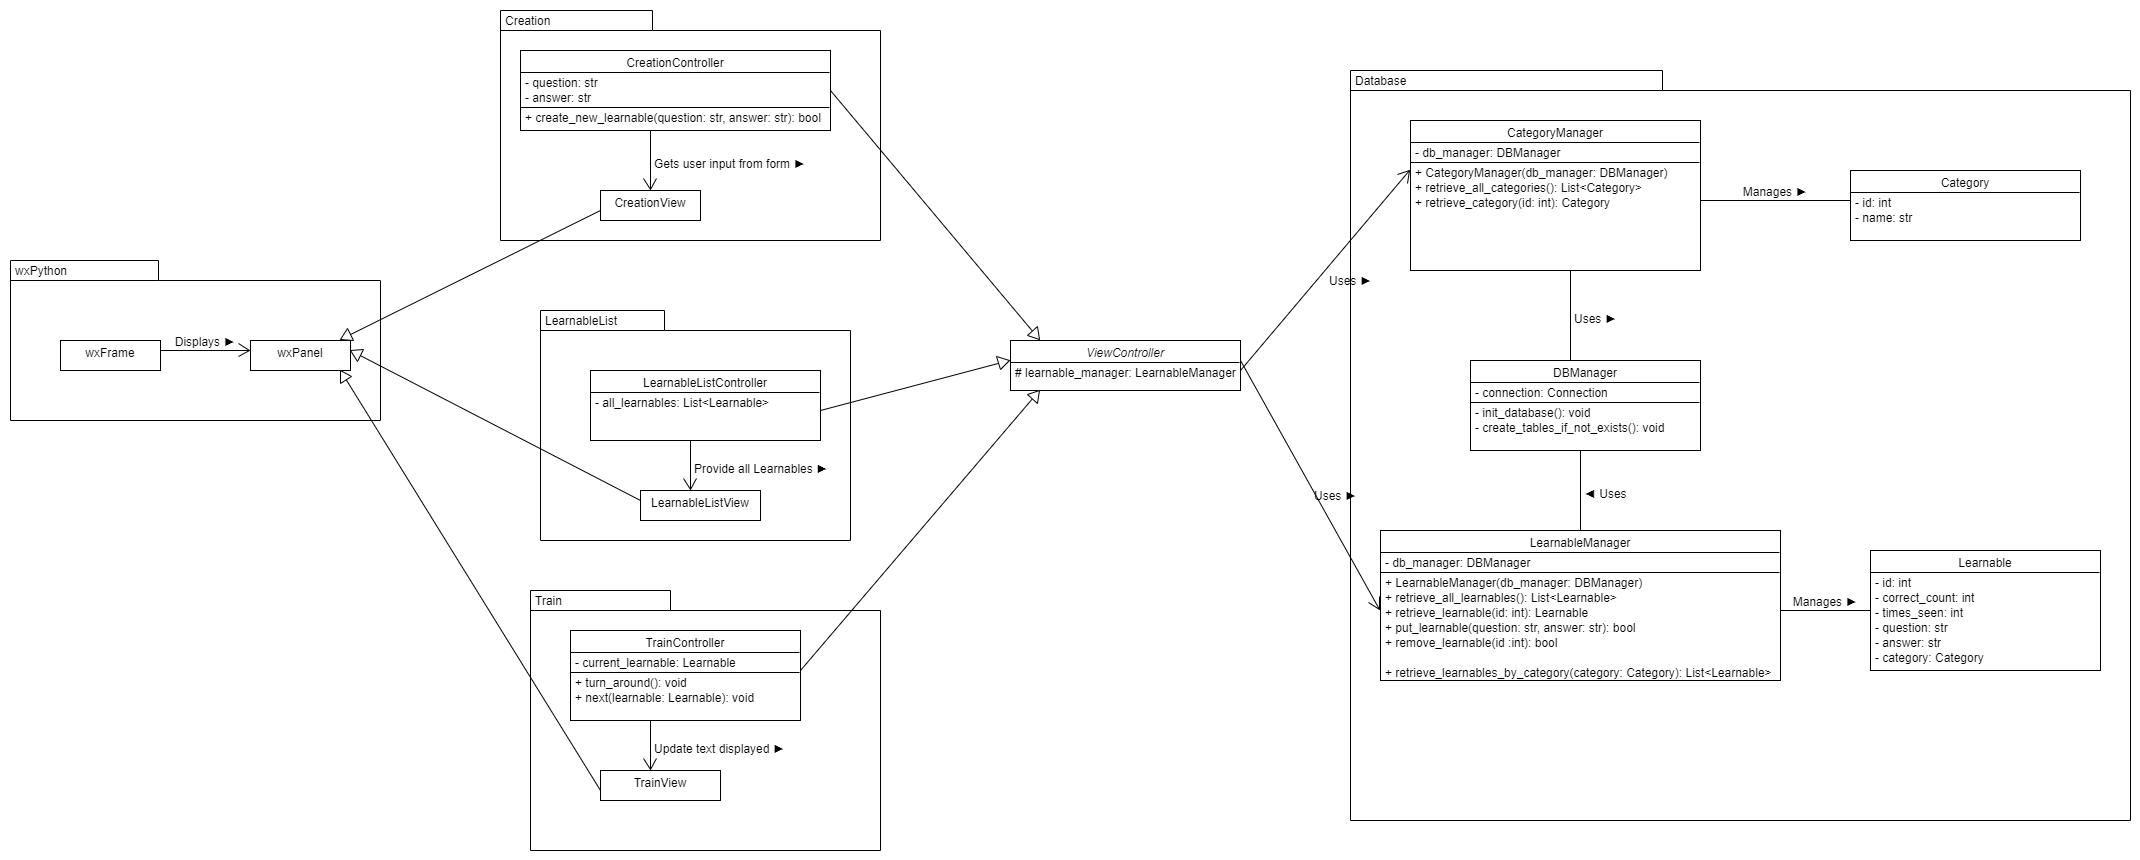 Creation
CreationController
- question: str
- answer: str
+ create_new_learnable(question: str, answer: str): bool
Gets user input from form ►
CreationView
wxPython
wxFrame
Displays ►
wxPanel
LearnableList
LearnableListController
- all_learnables: List<Learnable>
Provide all Learnables ►
LearnableListView
Train
TrainController
- current_learnable: Learnable
+ turn_around(): void
+ next(learnable: Learnable): void
Update text displayed ►
TrainView
ViewController
# learnable_manager: LearnableManager
Uses ►
Uses ►
Database
CategoryManager
- db_manager: DBManager
+ CategoryManager(db_manager: DBManager)
+ retrieve_all_categories(): List<Category>
+ retrieve_category(id: int): Category
Manages ►
Category
- id: int
- name: str
Uses ►
DBManager
- connection: Connection
- init_database(): void
- create_tables_if_not_exists(): void
◄ Uses
LearnableManager
- db_manager: DBManager
+ LearnableManager(db_manager: DBManager)
+ retrieve_all_learnables(): List<Learnable>
+ retrieve_learnable(id: int): Learnable
+ put_learnable(question: str, answer: str): bool
+ remove_learnable(id :int): bool
+ retrieve_learnables_by_category(category: Category): List<Learnable>
Manages ►
Learnable
- id: int
- correct_count: int
- times_seen: int
- question: str
- answer: str
- category: Category